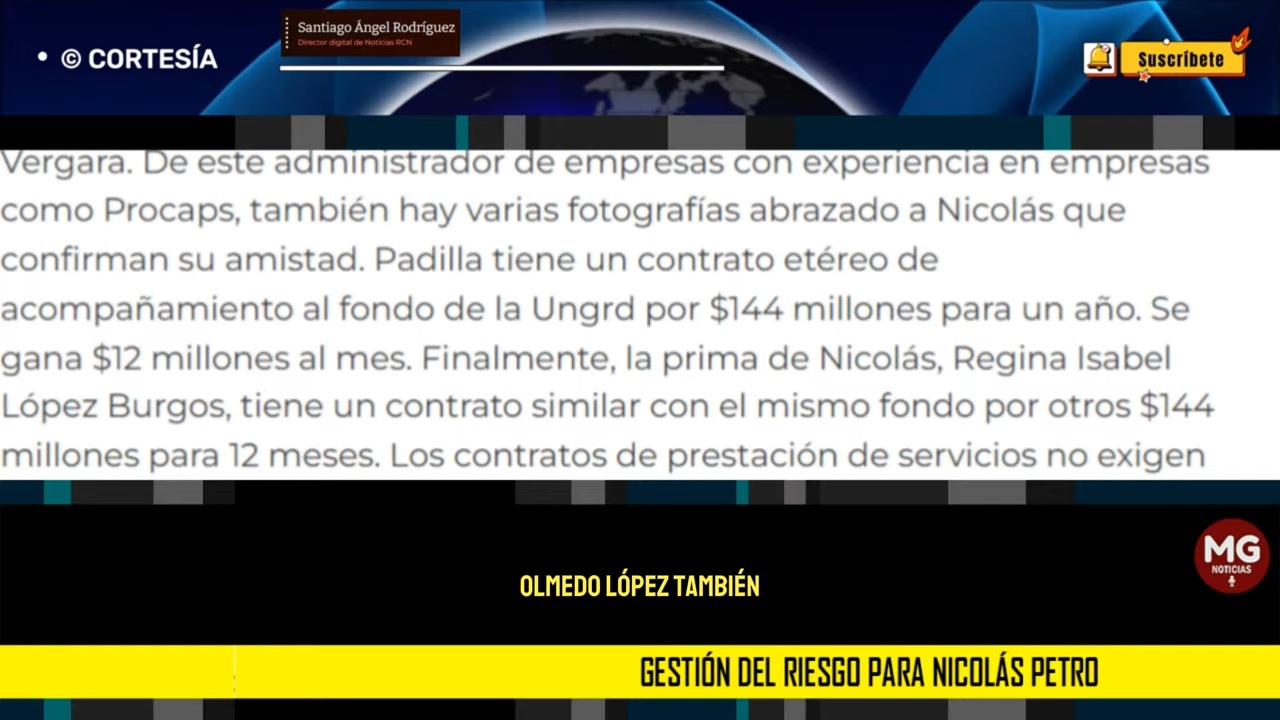 • © CORTESÍA
Santiago Ángel Rodríguez
Director digital de Noticias RCN
Suscríbete
Vergara. De este administrador de empresas con experiencia en empresas
como Procaps, también hay varias fotografías abrazado a Nicolás que
confirman su amistad. Padilla tiene un contrato etéreo de
acompañamiento al fondo de la Ungrd por $144 millones para un año. Se
gana $12 millones al mes. Finalmente, la prima de Nicolás, Regina Isabel
López Burgos, tiene un contrato similar con el mismo fondo por otros $144
millones para 12 meses. Los contratos de prestación de servicios no exigen
MG
NOTICIAS
OLMEDO LÓPEZ TAMBIÉN
GESTIÓN DEL RIESGO PARA NICOLÁS PETRO